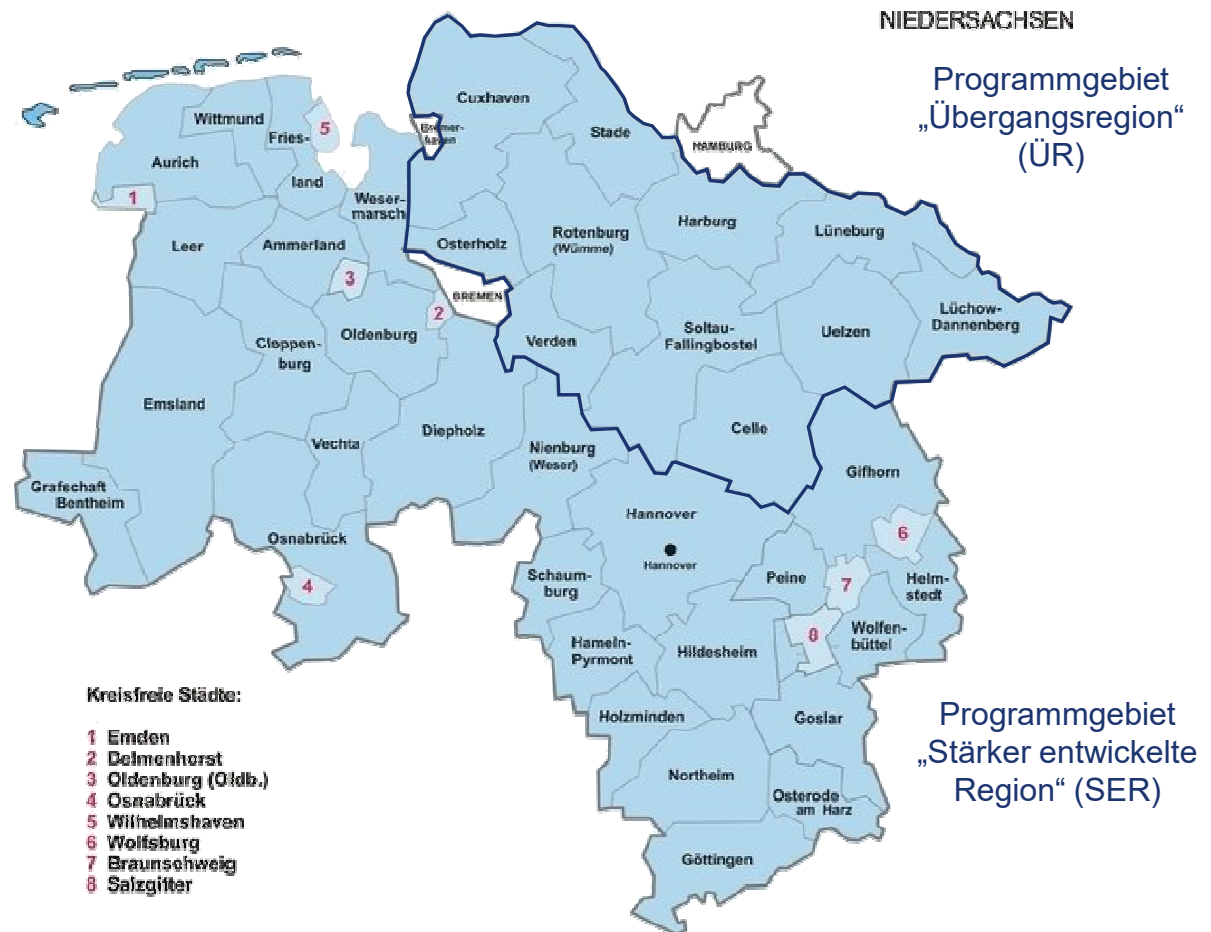 NIEDERSACHSEN
Programmgebiet
„Übergangsregion“
(ÜR)
Cuxhaven
Wittmund
Stade
5
Fries-
Bremer-
haven
HAMBURG
Aurich
land
1
Weser-
marsch
Harburg
Rotenburg
(Wümme)
Lüneburg
Leer
Ammerland
Osterholz
3
BREMEN
2
Lüchow-
Dannenberg
Oldenburg
Soltau-
Fallingbostel
Uelzen
Verden
Cloppen-
burg
Emsland
Celle
Diepholz
Vechta
Nienburg
(Weser)
Gifhorn
Grafschaft
Bentheim
Hannover
6
Osnabrück
Hannover
Schaum-
burg
Peine
7
Helm-
stedt
4
8
Wolfen-
büttel
Hameln-
Pyrmont
Hildesheim
Kreisfreie Städte:
1 Emden
2 Delmenhorst
3 Oldenburg (Oldb.)
4 Osnabrück
5 Wilhelmshaven
6 Wolfsburg
7 Braunschweig
8 Salzgitter
Holzminden
Goslar
Northeim
Osterode
am Harz
Göttingen
Programmgebiet
„Stärker entwickelte
Region“ (SER)